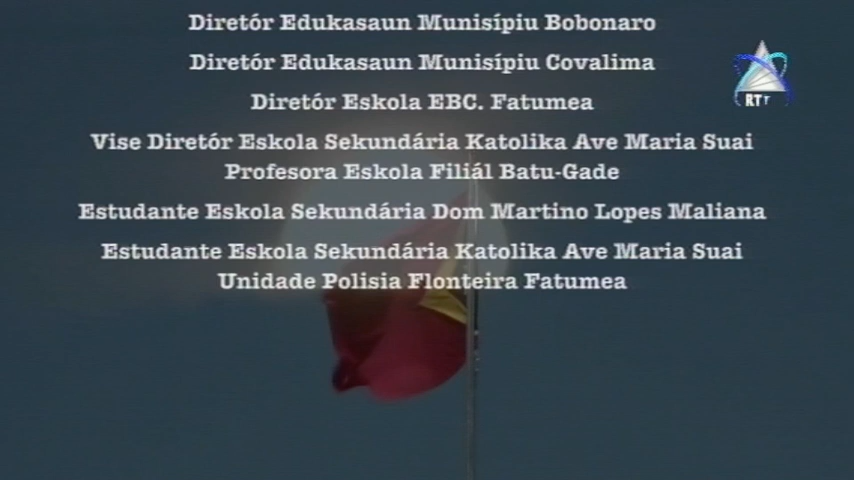 Diretór Edukasaun Munisípiu Bobonaro
Diretór Edukasaun Munisípiu Covalima
Diretór Eskola EBC. Fatumea
Vise Diretór Eskola Sekundária Katolika Ave Maria Suai
Profesora Eskola Filiál Batu-Gade
Estudante Eskola Sekundária Dom Martino Lopes Maliana
Estudante Eskola Sekundária Katolika Ave Maria Suai
Unidade Polisia Flonteira Fatumea